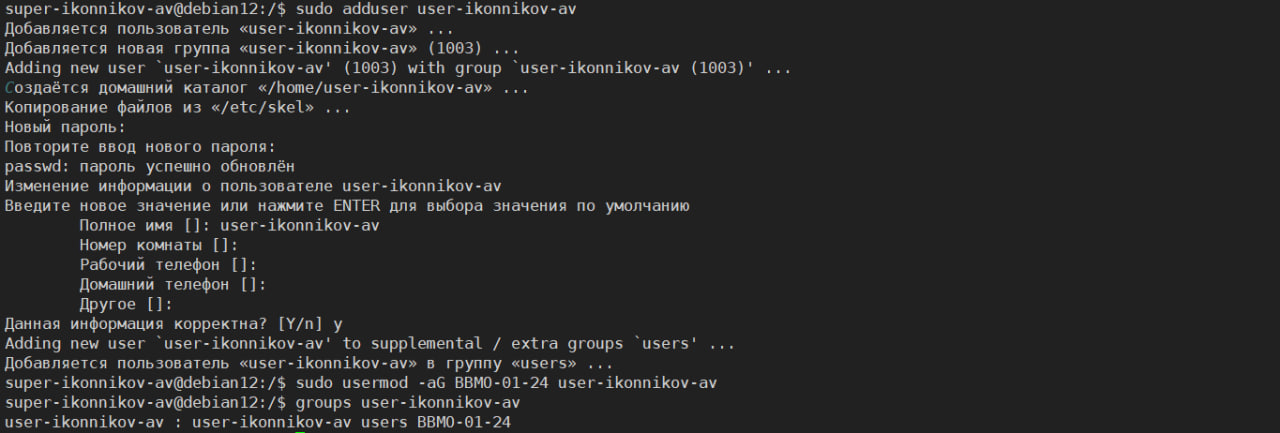 super-ikonnikov-av@debian12:/$ sudo adduser user-ikonnikov-av
Добавляется пользователь «user-ikonnikov-av» ...
Добавляется новая группа «user-ikonnikov-av» (1003) ...
Adding new user `user-ikonnikov-av' (1003) with group `user-ikonnikov-av (1003)' ...
Создаётся домашний каталог «/home/user-ikonnikov-av» ...
Копирование файлов из «/etc/skel» ...
Новый пароль:
Повторите ввод нового пароля:
passwd: пароль успешно обновлён
Изменение информации о пользователе user-ikonnikov-av
Введите новое значение или нажмите ENTER для выбора значения по умолчанию
Полное имя []: user-ikonnikov-av
Номер комнаты []:
Рабочий телефон []:
Домашний телефон []:
Другое []:
Данная информация корректна? [Y/n] y
Adding new user `user-ikonnikov-av' to supplemental / extra groups `users' ...
Добавляется пользователь «user-ikonnikov-av» в группу «users» ...
super-ikonnikov-av@debian12:/$ sudo usermod -aG BBMO-01-24 user-ikonnikov-av
super-ikonnikov-av@debian12:/$ groups user-ikonnikov-av
user-ikonnikov-av : user-ikonnikov-av users BBMO-01-24